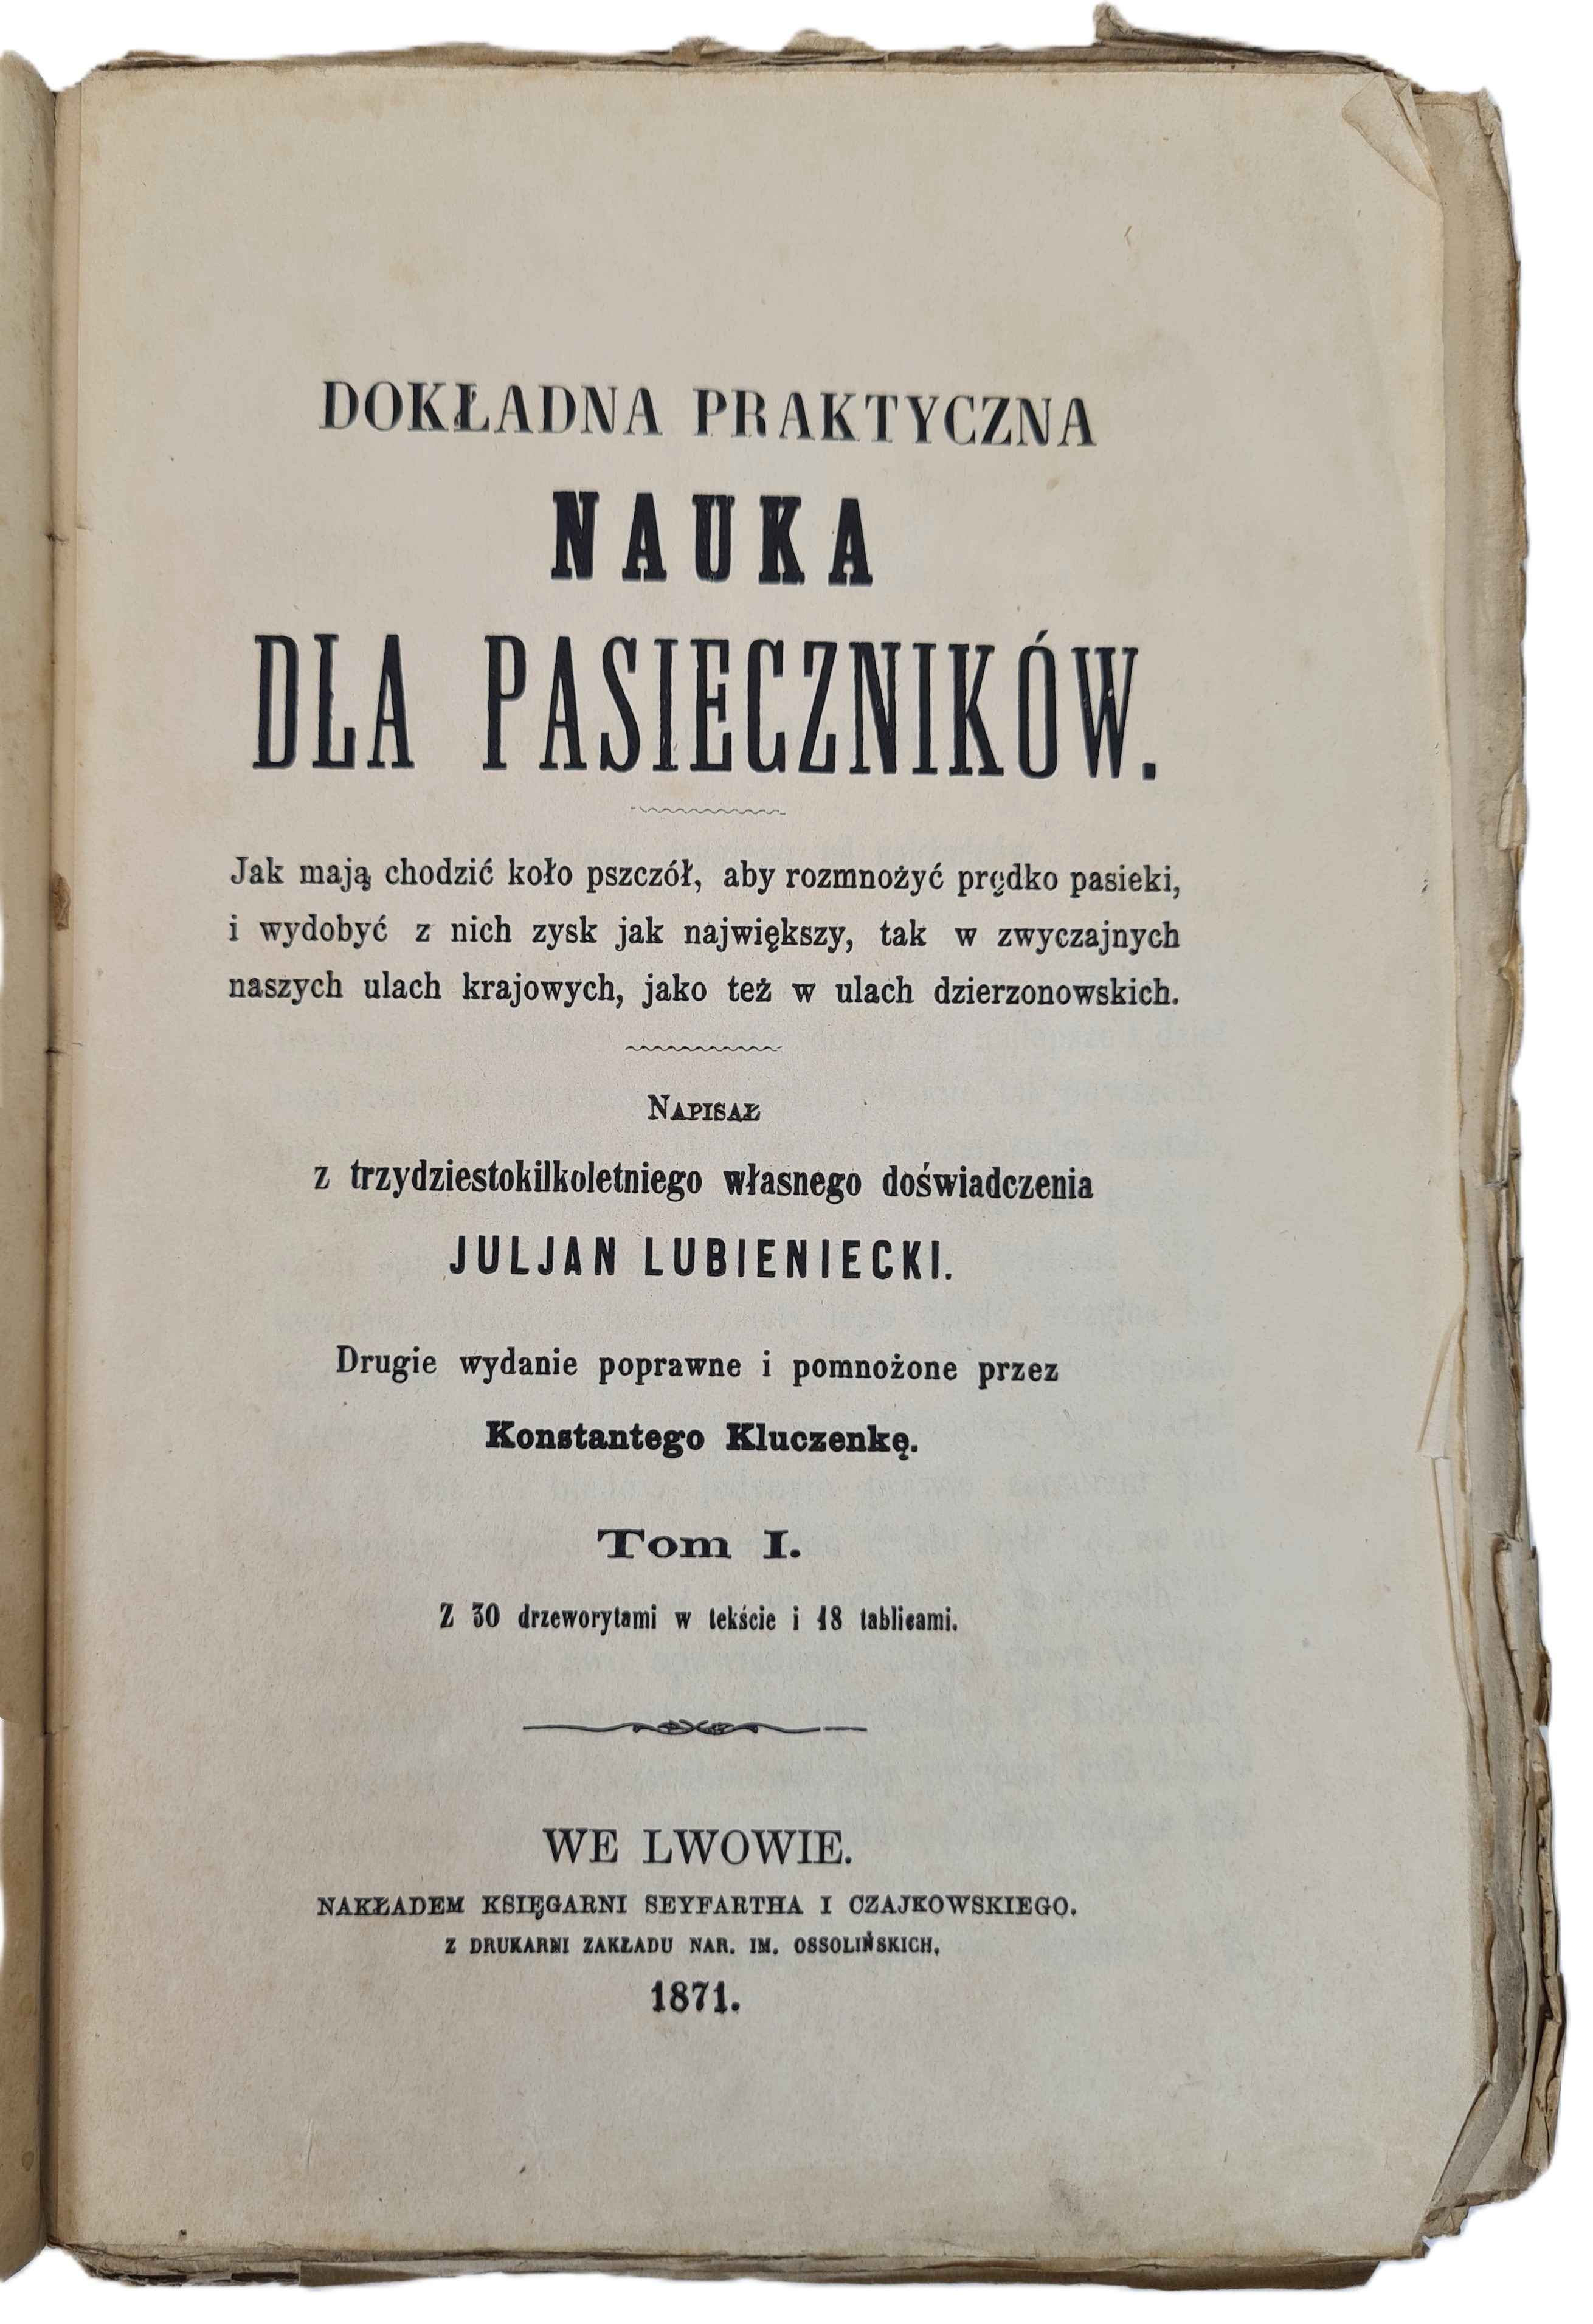 DOKŁADNA PRAKTYCZNA
NAUKA
DLA PASIECZNIKÓW.
Jak mają chodzić koło pszczół, aby rozmnożyć prędko pasieki,
i wydobyć z nich zysk jak największy, tak w zwyczajnych
naszych ulach krajowych, jako też w ulach dzierzonowskich.
NAPISAŁ
z trzydziestokilkoletniego własnego doświadczenia
JULJAN LUBIENIECKI.
Drugie wydanie poprawne i pomnożone przez
Konstantego Kluczenkę.
Tom I.
Z 30 drzeworytami w tekście i 18 tablicami.
WE LWOWIE.
NAKŁADEM KSIĘGARNI SEYFARTHA I CZAJKOWSKIEGO.
Z DRUKARNI ZAKŁADU NAR. IM. OSSOLIŃSKICH,
1871.